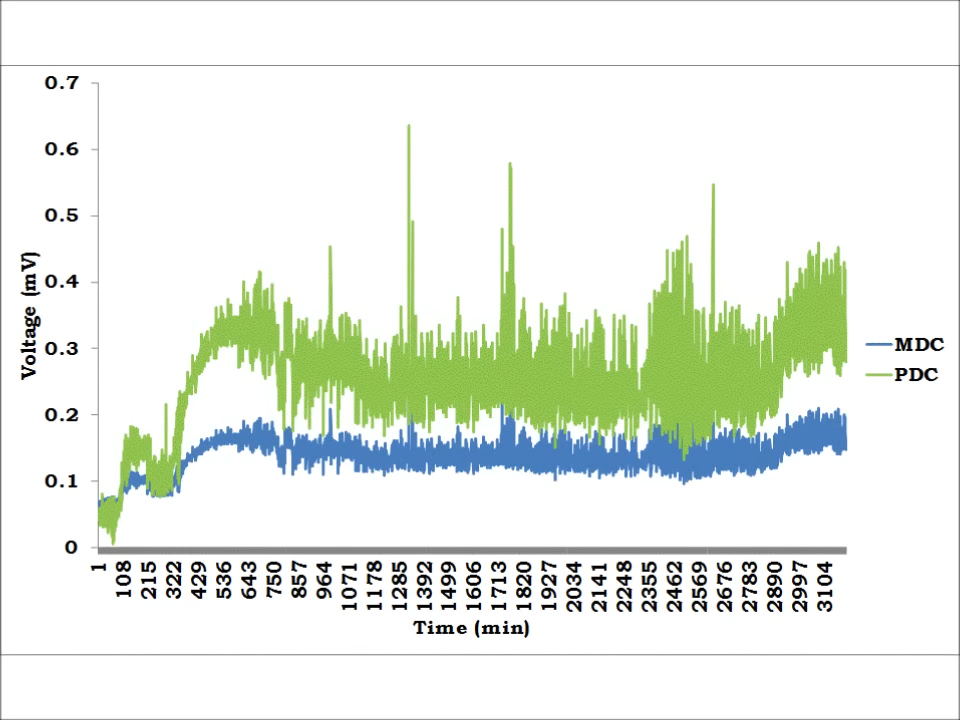 0.7
0.6
0.5
0.4
0.3
0.2
0.1
0
Voltage (mV)
1 108 215 322 429 536 643 750 857 964 1071 1178 1285 1392 1499 1606 1713 1820 1927 2034 2141 2248 2355 2462 2569 2676 2783 2890 2997 3104
Time (min)
MDC
PDC